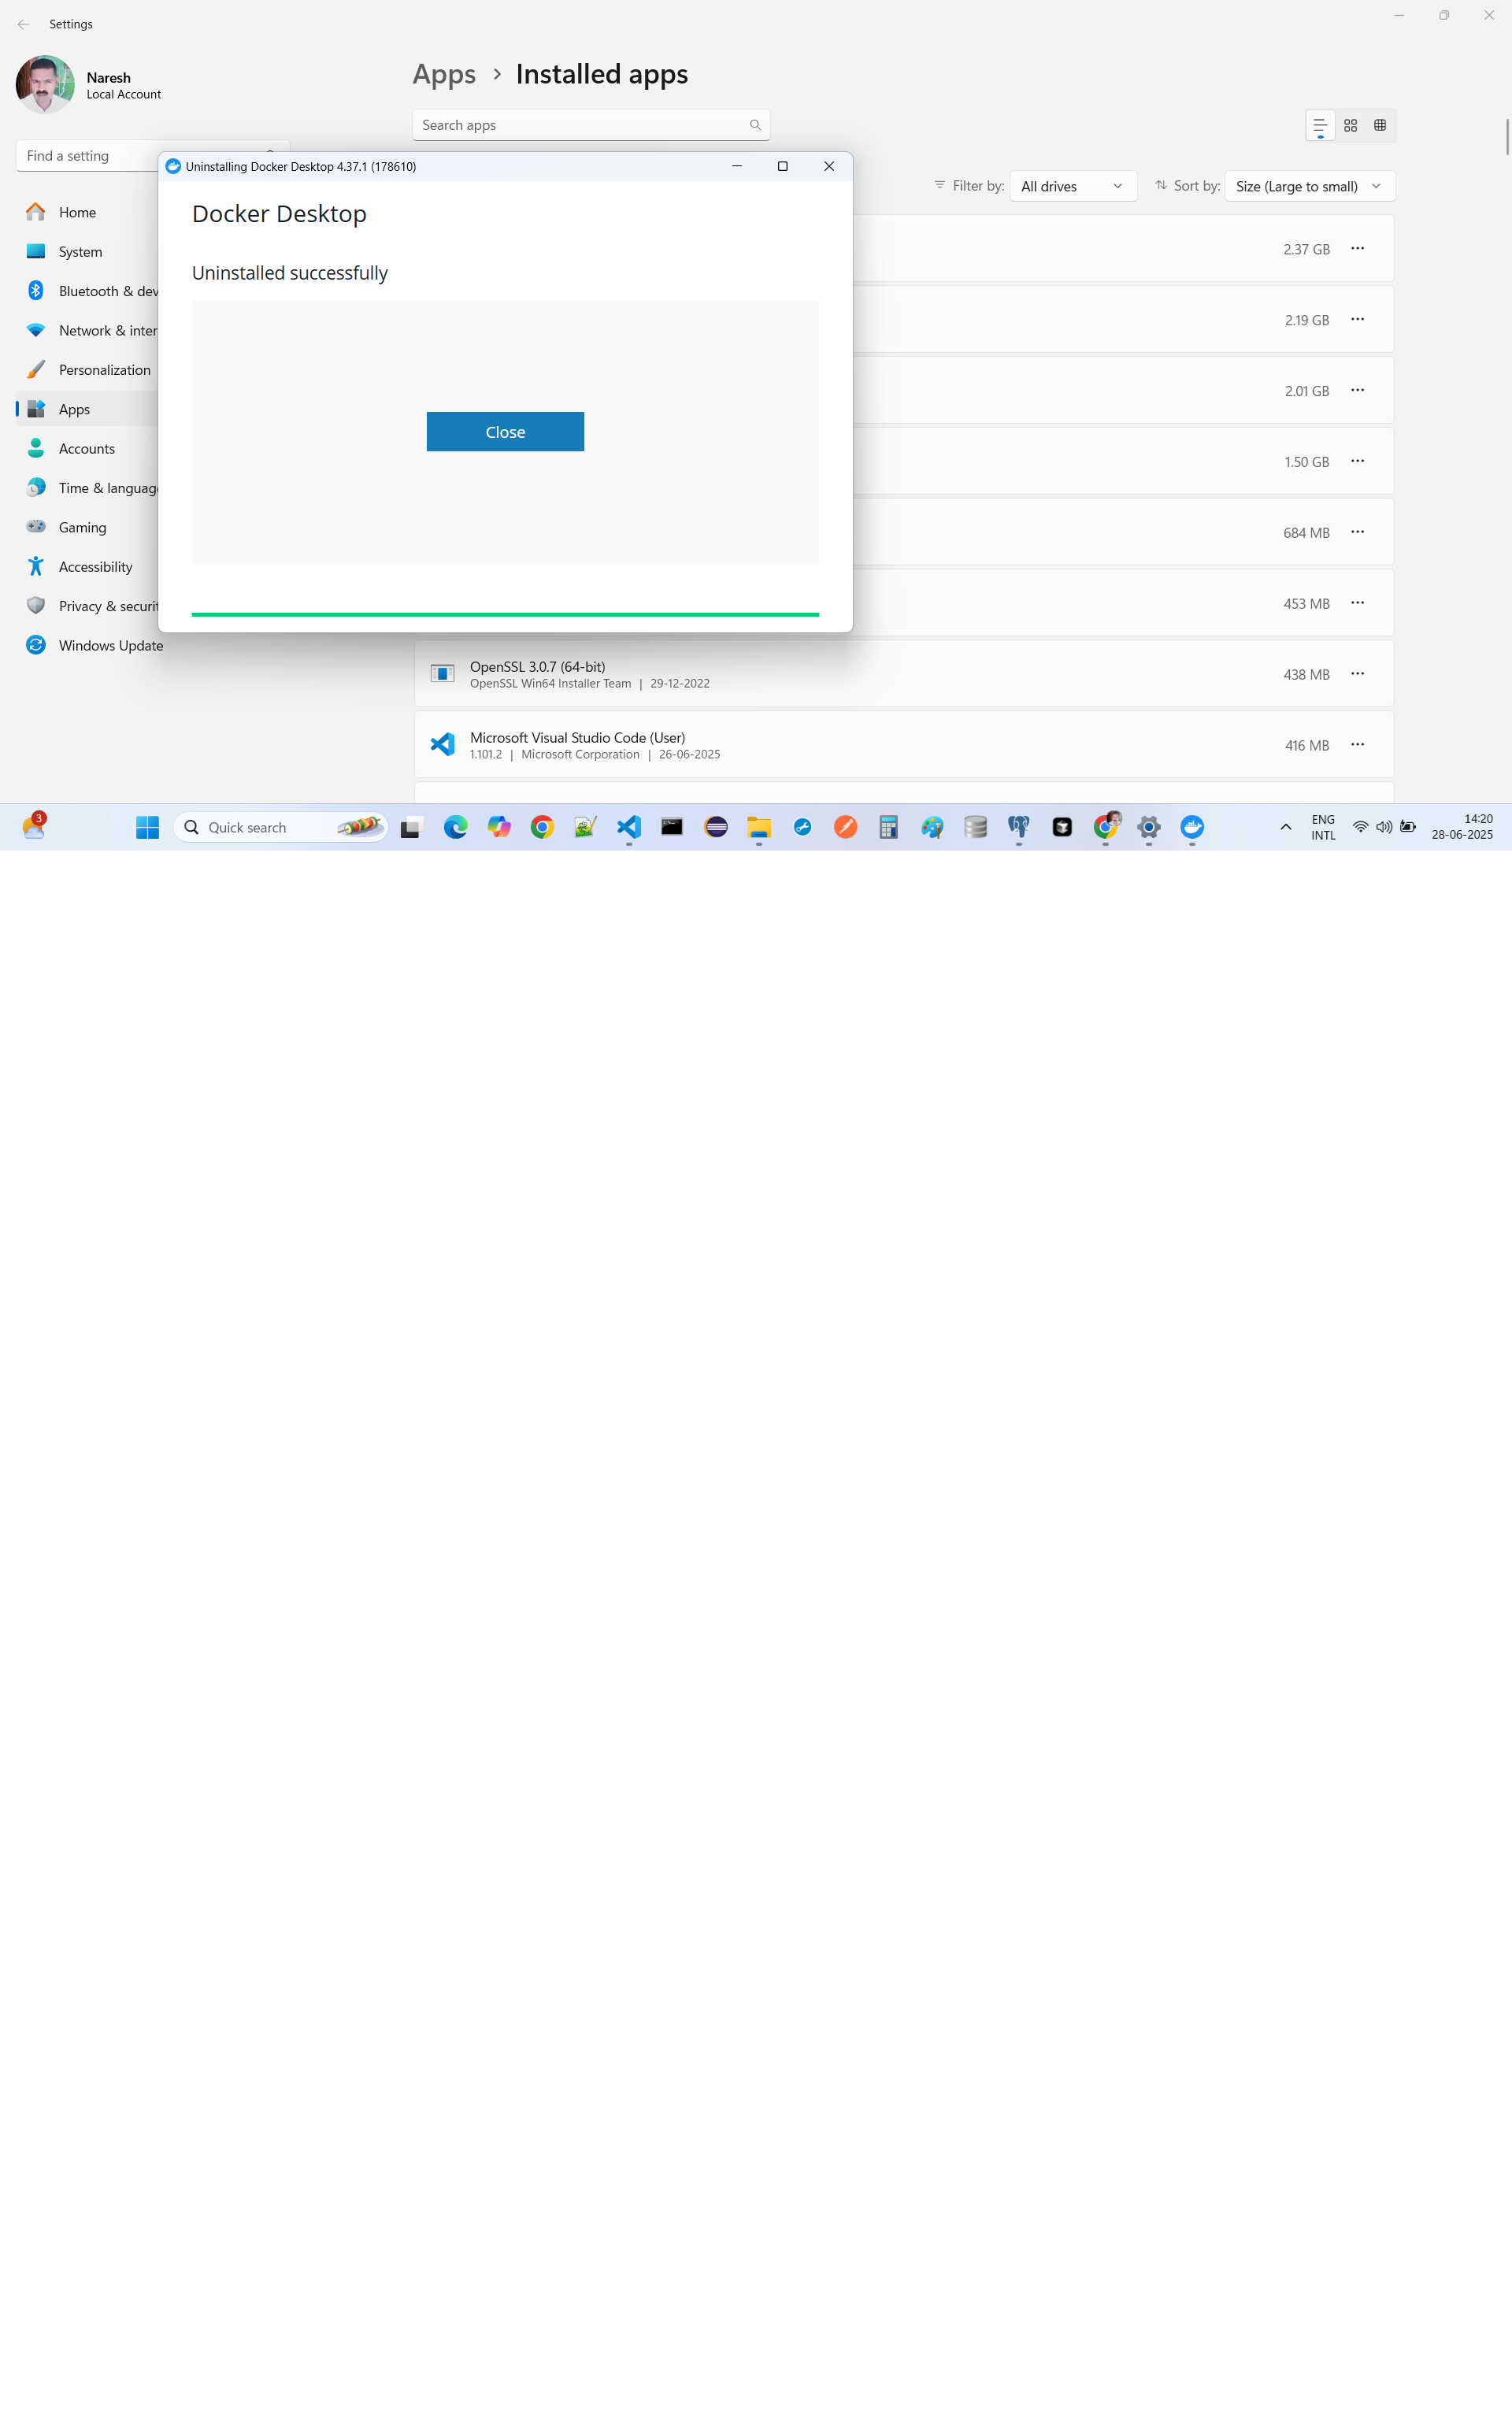 Settings
Naresh
Local Account
Find a setting
Home
System
Bluetooth & dev
Network & inter
Personalization
Apps
Accounts
Time & languag
Gaming
Accessibility
Privacy & securit
Windows Update
Apps > Installed apps
Search apps
Filter by: All drives
Sort by: Size (Large to small)
Uninstalling Docker Desktop 4.37.1 (178610)
Docker Desktop
Uninstalled successfully
Close
2.37 GB
2.19 GB
2.01 GB
1.50 GB
684 MB
453 MB
OpenSSL 3.0.7 (64-bit)
OpenSSL Win64 Installer Team | 29-12-2022
438 MB
Microsoft Visual Studio Code (User)
1.101.2 | Microsoft Corporation | 26-06-2025
416 MB
3
Quick search
ENG
INTL
14:20
28-06-2025